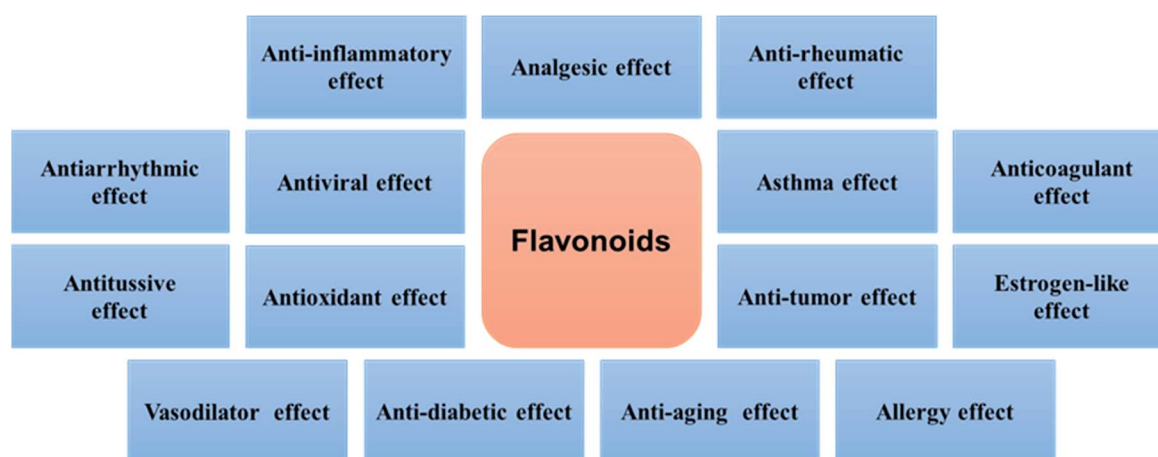 Anti-inflammatory
effect
Analgesic effect
Anti-rheumatic
effect
Antiarrhythmic
effect
Antiviral effect
Flavonoids
Asthma effect
Anticoagulant
effect
Antitussive
effect
Antioxidant effect
Anti-tumor effect
Estrogen-like
effect
Vasodilator effect
Anti-diabetic effect
Anti-aging effect
Allergy effect